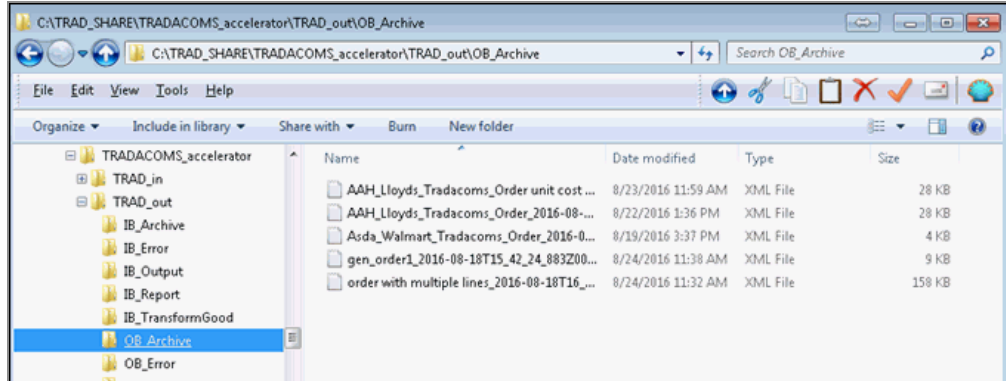 C:\TRAD_SHARE\TRADACOMS_accelerator\TRAD_out\OB_Archive
C:\TRAD_SHARE\TRADACOMS_accelerator\TRAD_out\OB_Archive Search OB_Archive
File Edit View Tools Help
Organize Include in library Share with Burn New folder
TRADACOMS_accelerator
TRAD_in
TRAD_out
IB_Archive
IB_Error
IB_Output
IB_Report
IB_TransformGood
OB_Archive
OB_Error
Name Date modified Type Size
AAH_Lloyds_Tradacoms_Order unit cost ... 8/23/2016 11:59 AM XML File 28 KB
AAH_Lloyds_Tradacoms_Order_2016-08-... 8/22/2016 1:36 PM XML File 28 KB
Asda_Walmart_Tradacoms_Order_2016-0... 8/19/2016 3:37 PM XML File 4 KB
gen_order1_2016-08-18T15_42_24_883Z00... 8/24/2016 11:38 AM XML File 9 KB
order with multiple lines_2016-08-18T16_... 8/24/2016 11:32 AM XML File 158 KB